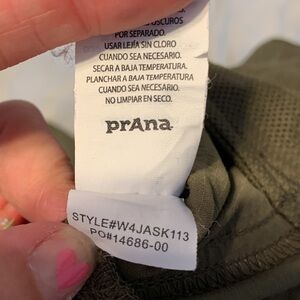 OSCUROS
POR SEPARADO.
USAR LEJÍA SIN CLORO
CUANDO SEA NECESARIO.
SECAR A BAJA TEMPERATURA.
PLANCHAR A BAJA TEMPERATURA
CUANDO SEA NECESARIO.
NO LIMPIAR EN SECO.
prAna
STYLE#W4JASK113
PO#14686-00